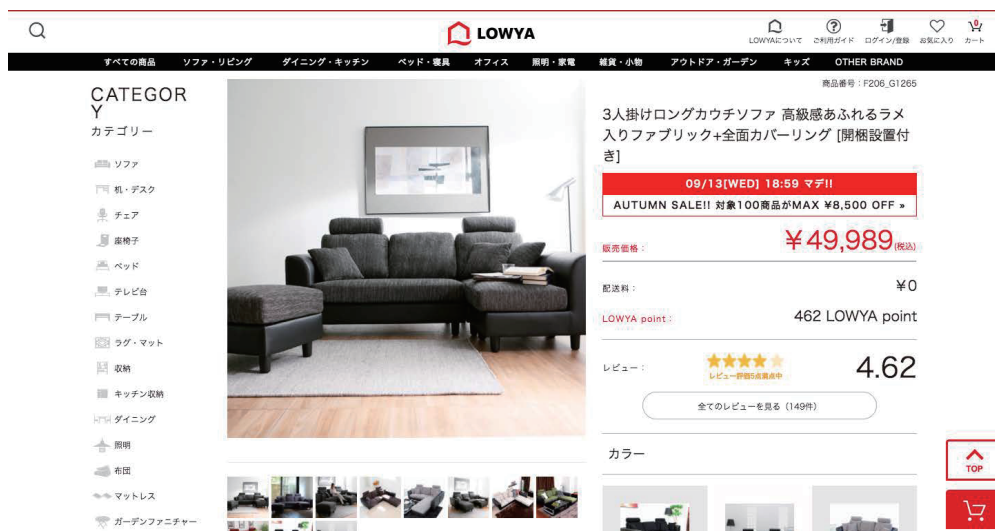 LOWYA
LOWYAについて
ご利用ガイド
ログイン/登録
お気に入り
0
カート
すべての商品
ソファ・リビング
ダイニング・キッチン
ベッド・寝具
オフィス
照明・家電
雑貨・小物
アウトドア・ガーデン
キッズ
OTHER BRAND
商品番号：F206_G1265
CATEGOR
Y
カテゴリー
ソファ
机・デスク
チェア
座椅子
ベッド
テレビ台
テーブル
ラグ・マット
収納
キッチン収納
ダイニング
照明
布団
マットレス
ガーデンファニチャー
3人掛けロングカウチソファ 高級感あふれるラメ
入りファブリック+全面カバーリング [開梱設置付
き]
09/13[WED] 18:59 マデ!!
AUTUMN SALE!! 対象100商品がMAX ¥8,500 OFF »
販売価格：
¥49,989(税込)
配送料：
¥0
LOWYA point：
462 LOWYA point
レビュー：
レビュー評価5点満点中
4.62
全てのレビューを見る（149件）
カラー
TOP